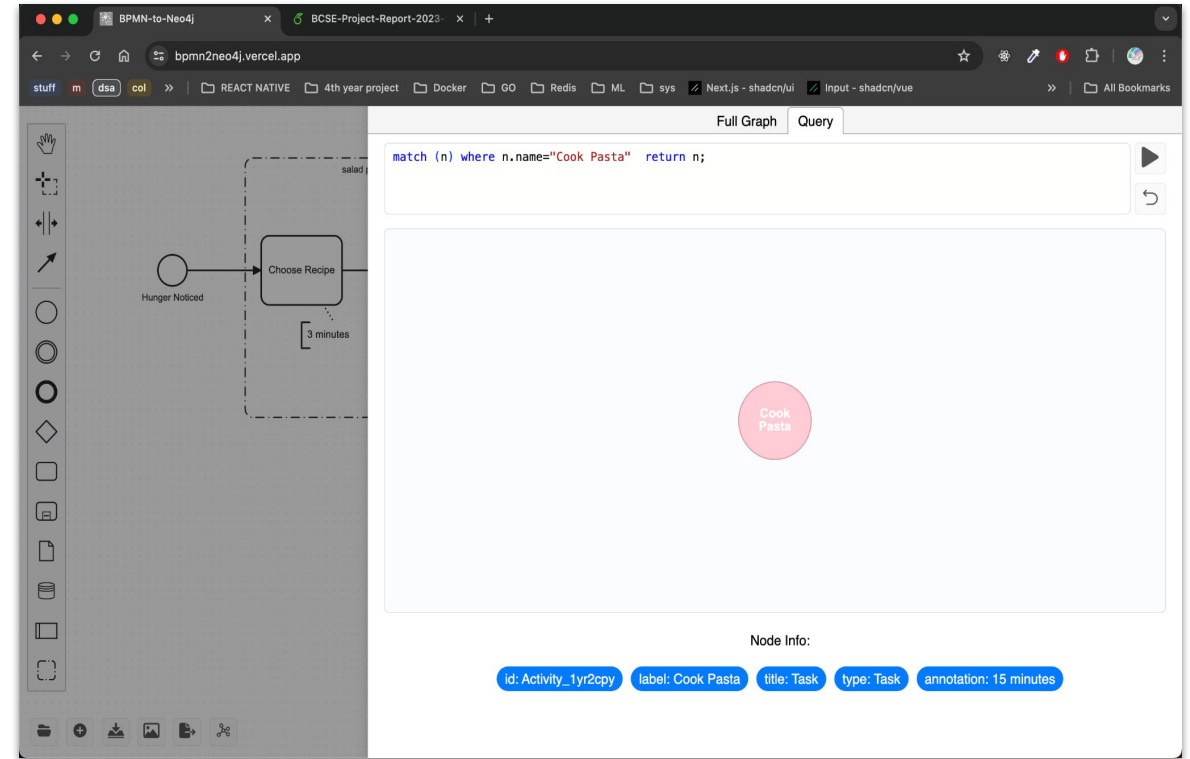 BPMN-to-Neo4j
BCSE-Project-Report-2023-
bpmn2neo4j.vercel.app
stuff m dsa col » REACT NATIVE 4th year project Docker GO Redis ML sys Next.js - shadcn/ui Input - shadcn/vue » All Bookmarks
Full Graph Query
match (n) where n.name="Cook Pasta"  return n;
salad p
Choose Recipe
Hunger Noticed
3 minutes
Cook
Pasta
Node Info:
id: Activity_1yr2cpy label: Cook Pasta title: Task type: Task annotation: 15 minutes